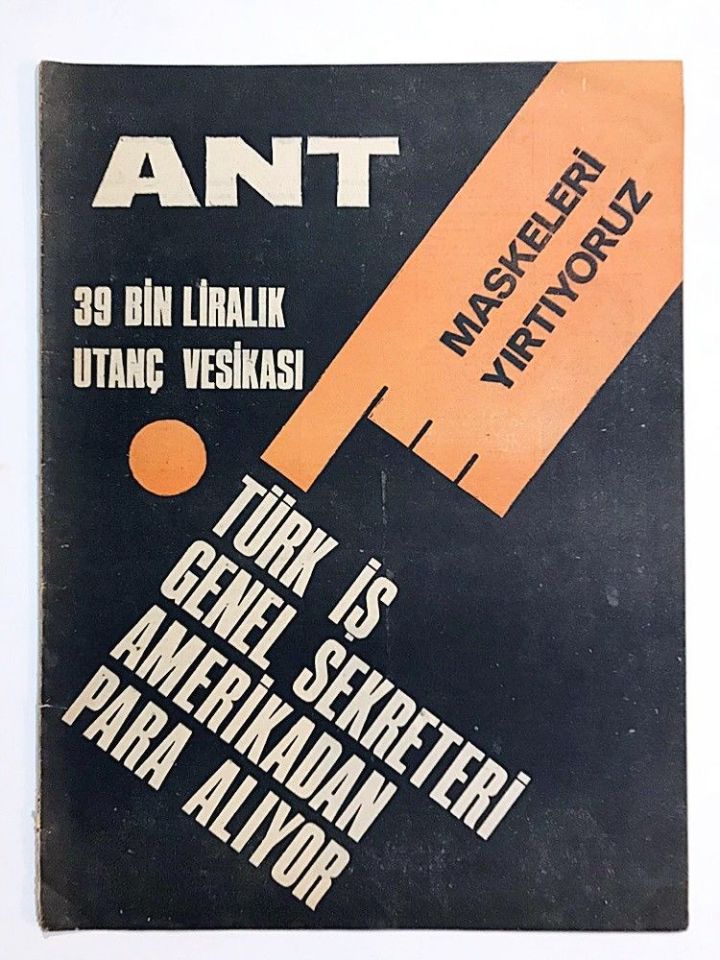 ANT
MASKELERİ
YIRTIYORUZ
39 BİN LİRALIK
UTANÇ VESİKASI
TÜRK İŞ
GENEL SEKRETERİ
AMERİKADAN
PARA ALIYOR